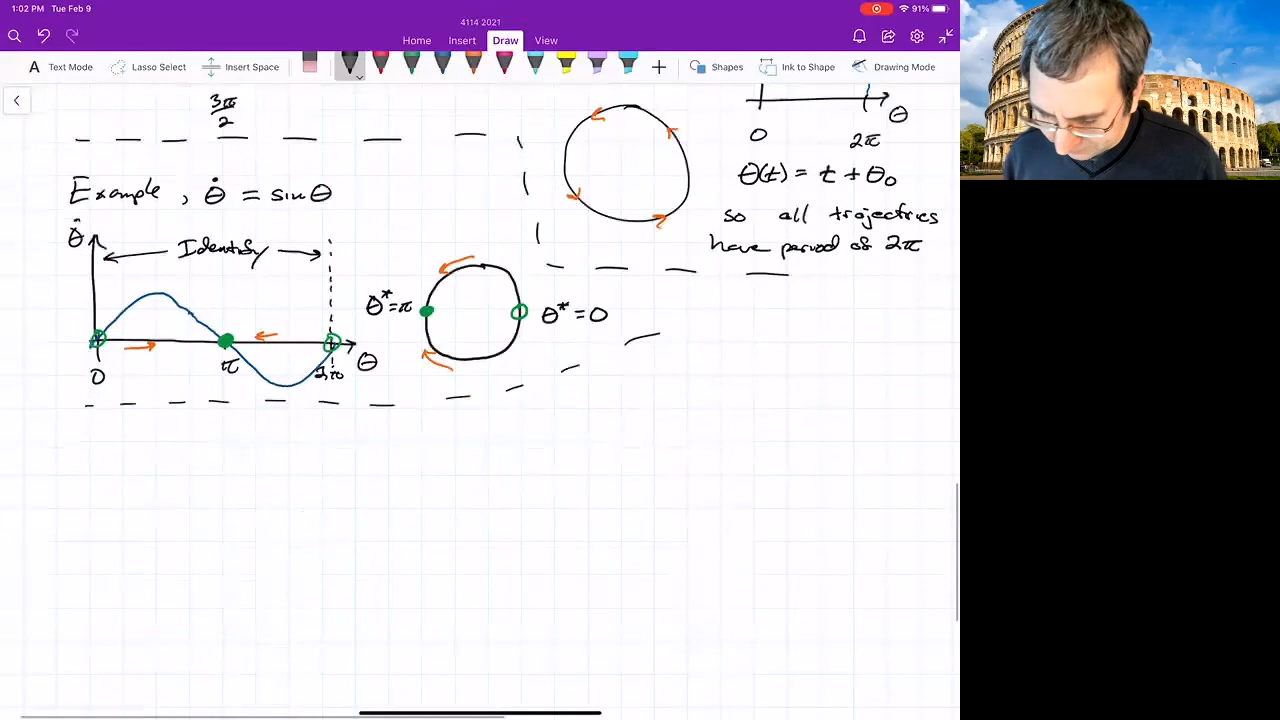 1:02 PM Tue Feb 9
91%
4114 2021
Home Insert Draw View
Text Mode Lasso Select Insert Space Shapes Ink to Shape Drawing Mode
3π/2
0 2π θ
θ(t) = t + θ₀
so all trajectries
have period of 2π
Example, θ̇ = sin θ
θ̇
Identify
0 π 2π θ
θ* = π
θ* = 0